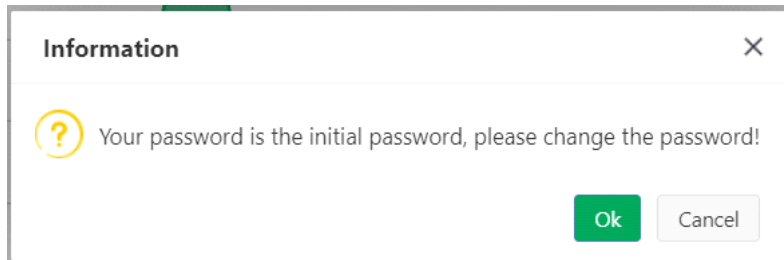 Information
Your password is the initial password, please change the password!
Ok Cancel